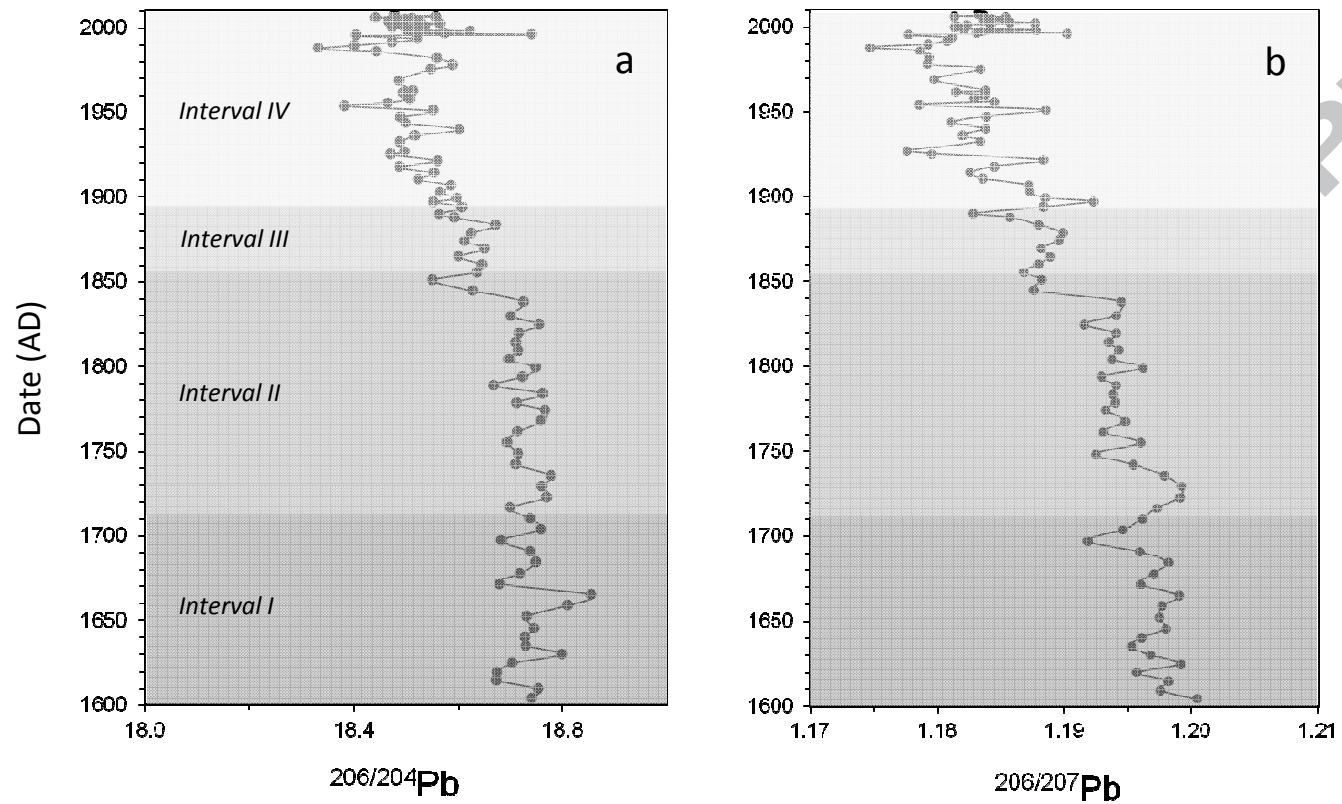 a
b
Interval IV
Interval III
Interval II
Interval I
Date (AD)
2000
1950
1900
1850
1800
1750
1700
1650
1600
18.0
18.4
18.8
206/204Pb
2000
1950
1900
1850
1800
1750
1700
1650
1600
1.17
1.18
1.19
1.20
1.21
206/207Pb